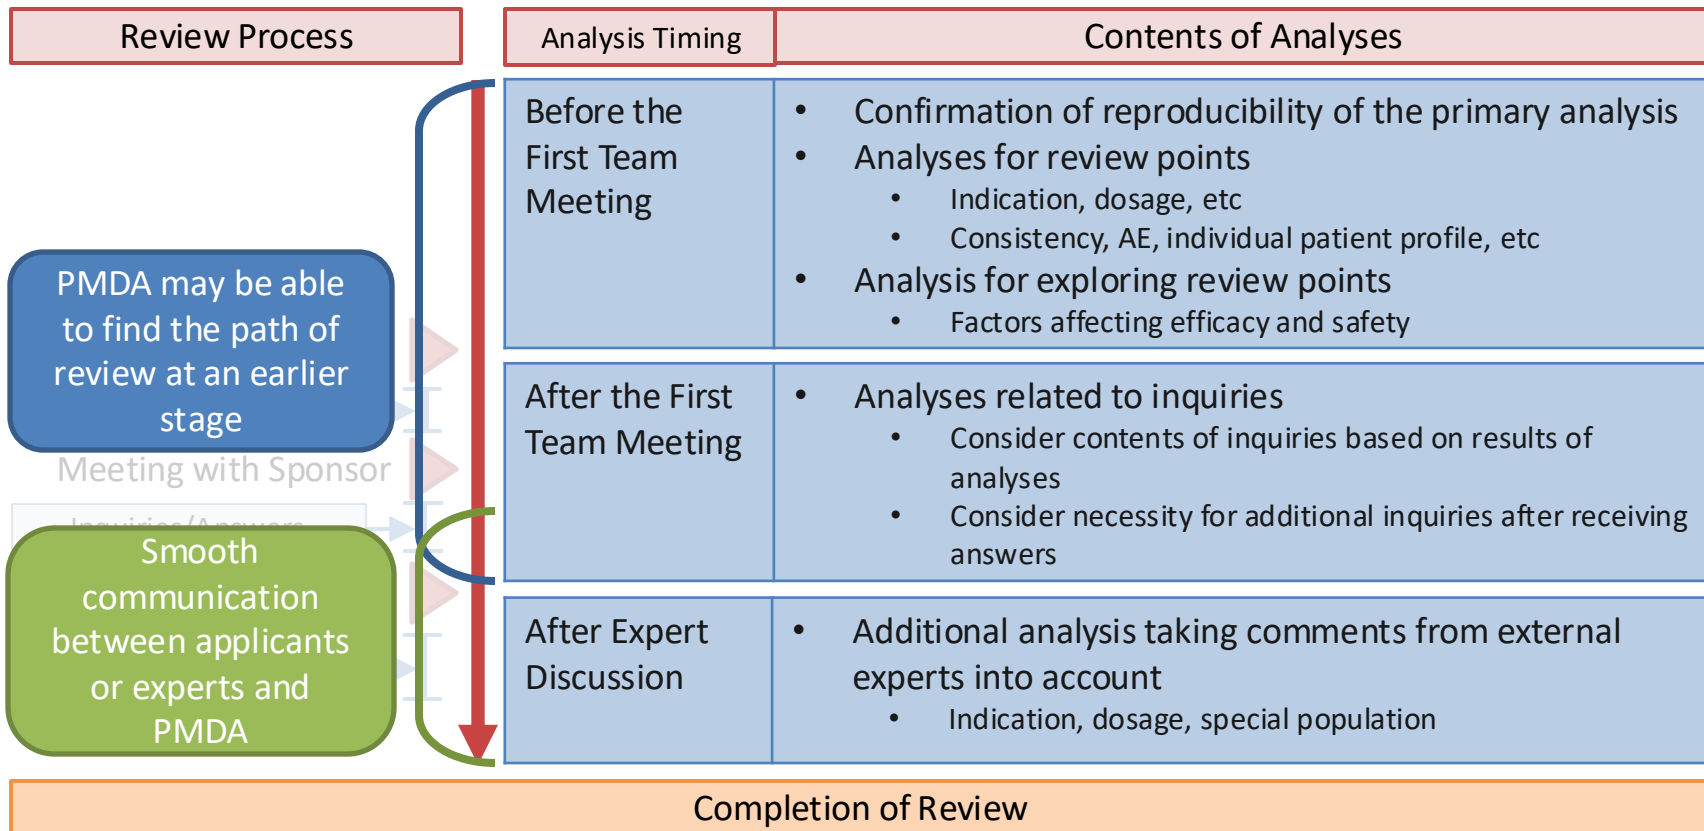 Review Process
Analysis Timing
Contents of Analyses
PMDA may be able
to find the path of
review at an earlier
stage
Meeting with Sponsor
Inquiries/Answers
Smooth
communication
between applicants
or experts and
PMDA
Before the
First Team
Meeting
• Confirmation of reproducibility of the primary analysis
• Analyses for review points
• Indication, dosage, etc
• Consistency, AE, individual patient profile, etc
• Analysis for exploring review points
• Factors affecting efficacy and safety
After the First
Team Meeting
• Analyses related to inquiries
• Consider contents of inquiries based on results of
analyses
• Consider necessity for additional inquiries after receiving
answers
After Expert
Discussion
• Additional analysis taking comments from external
experts into account
• Indication, dosage, special population
Completion of Review